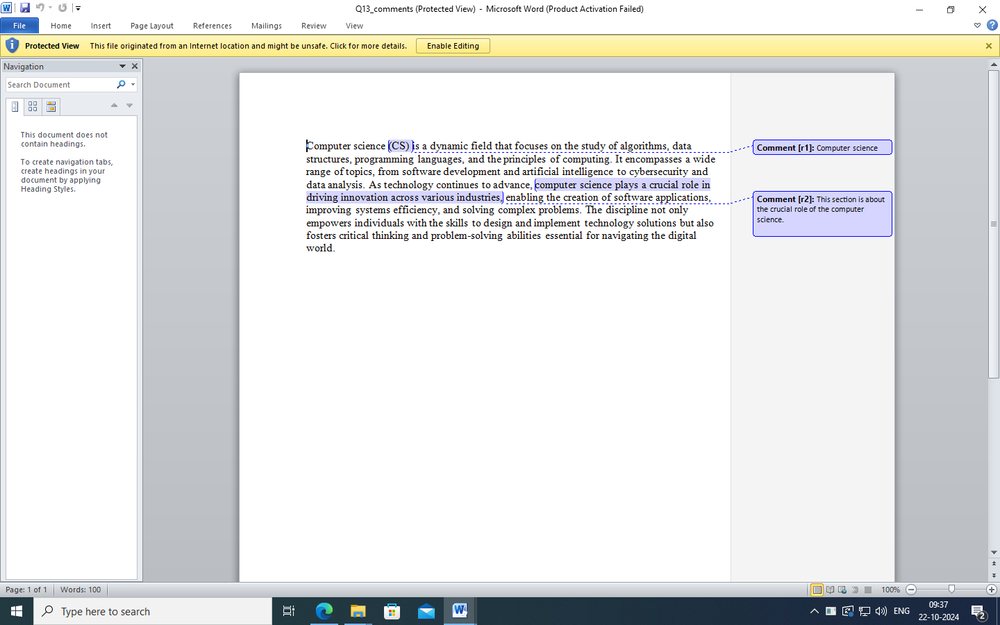 Q13_comments (Protected View) - Microsoft Word (Product Activation Failed)
File Home Insert Page Layout References Mailings Review View
Protected View This file originated from an Internet location and might be unsafe. Click for more details. Enable Editing
Navigation
Search Document
This document does not
contain headings.
To create navigation tabs,
create headings in your
document by applying
Heading Styles.
Computer science (CS) is a dynamic field that focuses on the study of algorithms, data
structures, programming languages, and the principles of computing. It encompasses a wide
range of topics, from software development and artificial intelligence to cybersecurity and
data analysis. As technology continues to advance, computer science plays a crucial role in
driving innovation across various industries, enabling the creation of software applications,
improving systems efficiency, and solving complex problems. The discipline not only
empowers individuals with the skills to design and implement technology solutions but also
fosters critical thinking and problem-solving abilities essential for navigating the digital
world.
Comment [r1]: Computer science
Comment [r2]: This section is about
the crucial role of the computer
science.
Page: 1 of 1 Words: 100 100%
Type here to search
ENG
09:37
22-10-2024
2